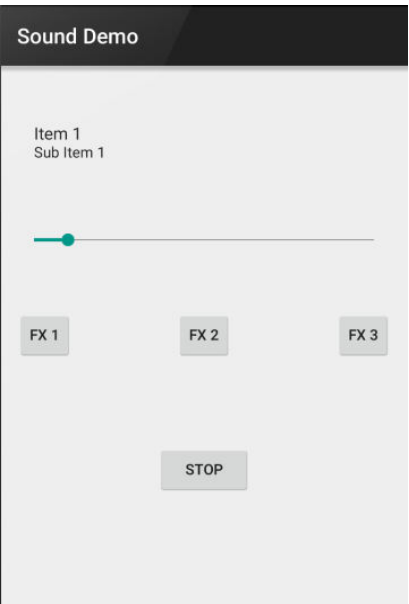 Sound Demo
Item 1
Sub Item 1
FX 1 FX 2 FX 3
STOP